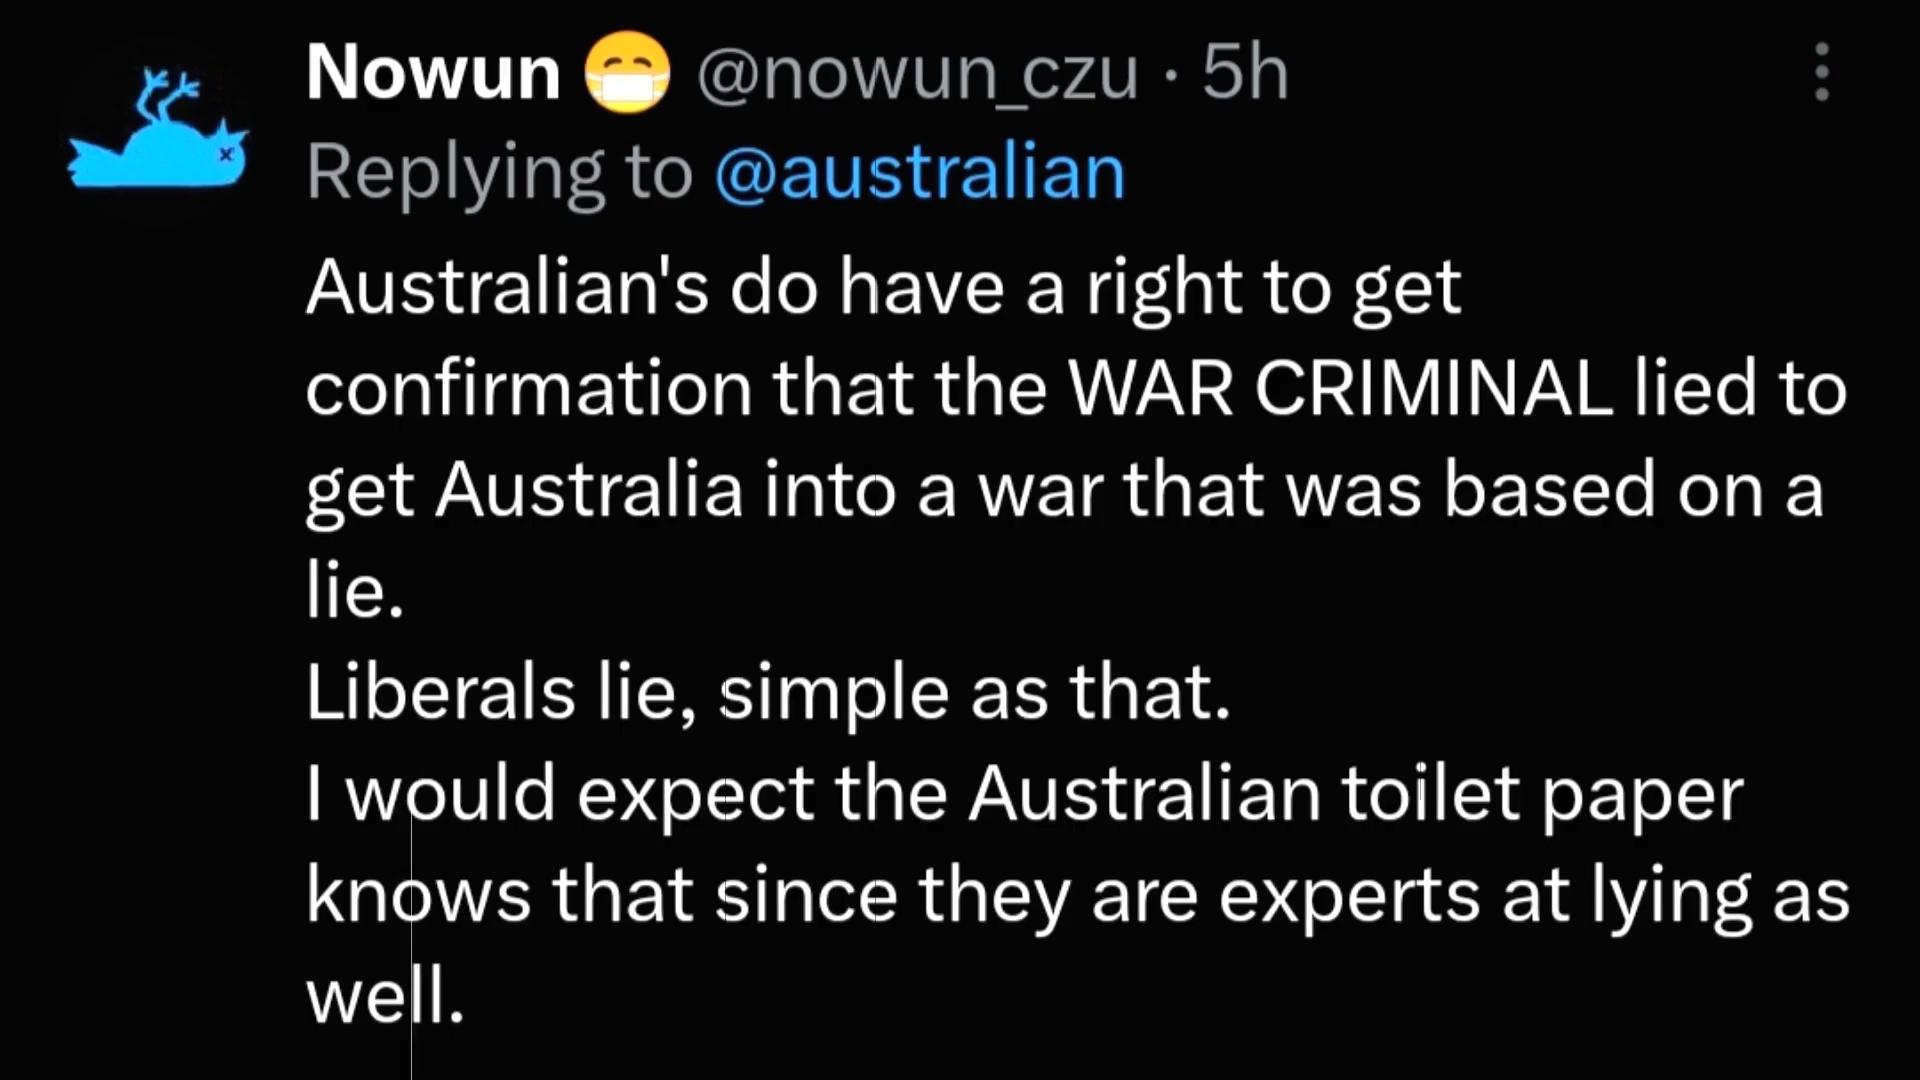 Nowun 😷 @nowun_czu · 5h
Replying to @australian
Australian's do have a right to get
confirmation that the WAR CRIMINAL lied to
get Australia into a war that was based on a
lie.
Liberals lie, simple as that.
I would expect the Australian toilet paper
knows that since they are experts at lying as
well.